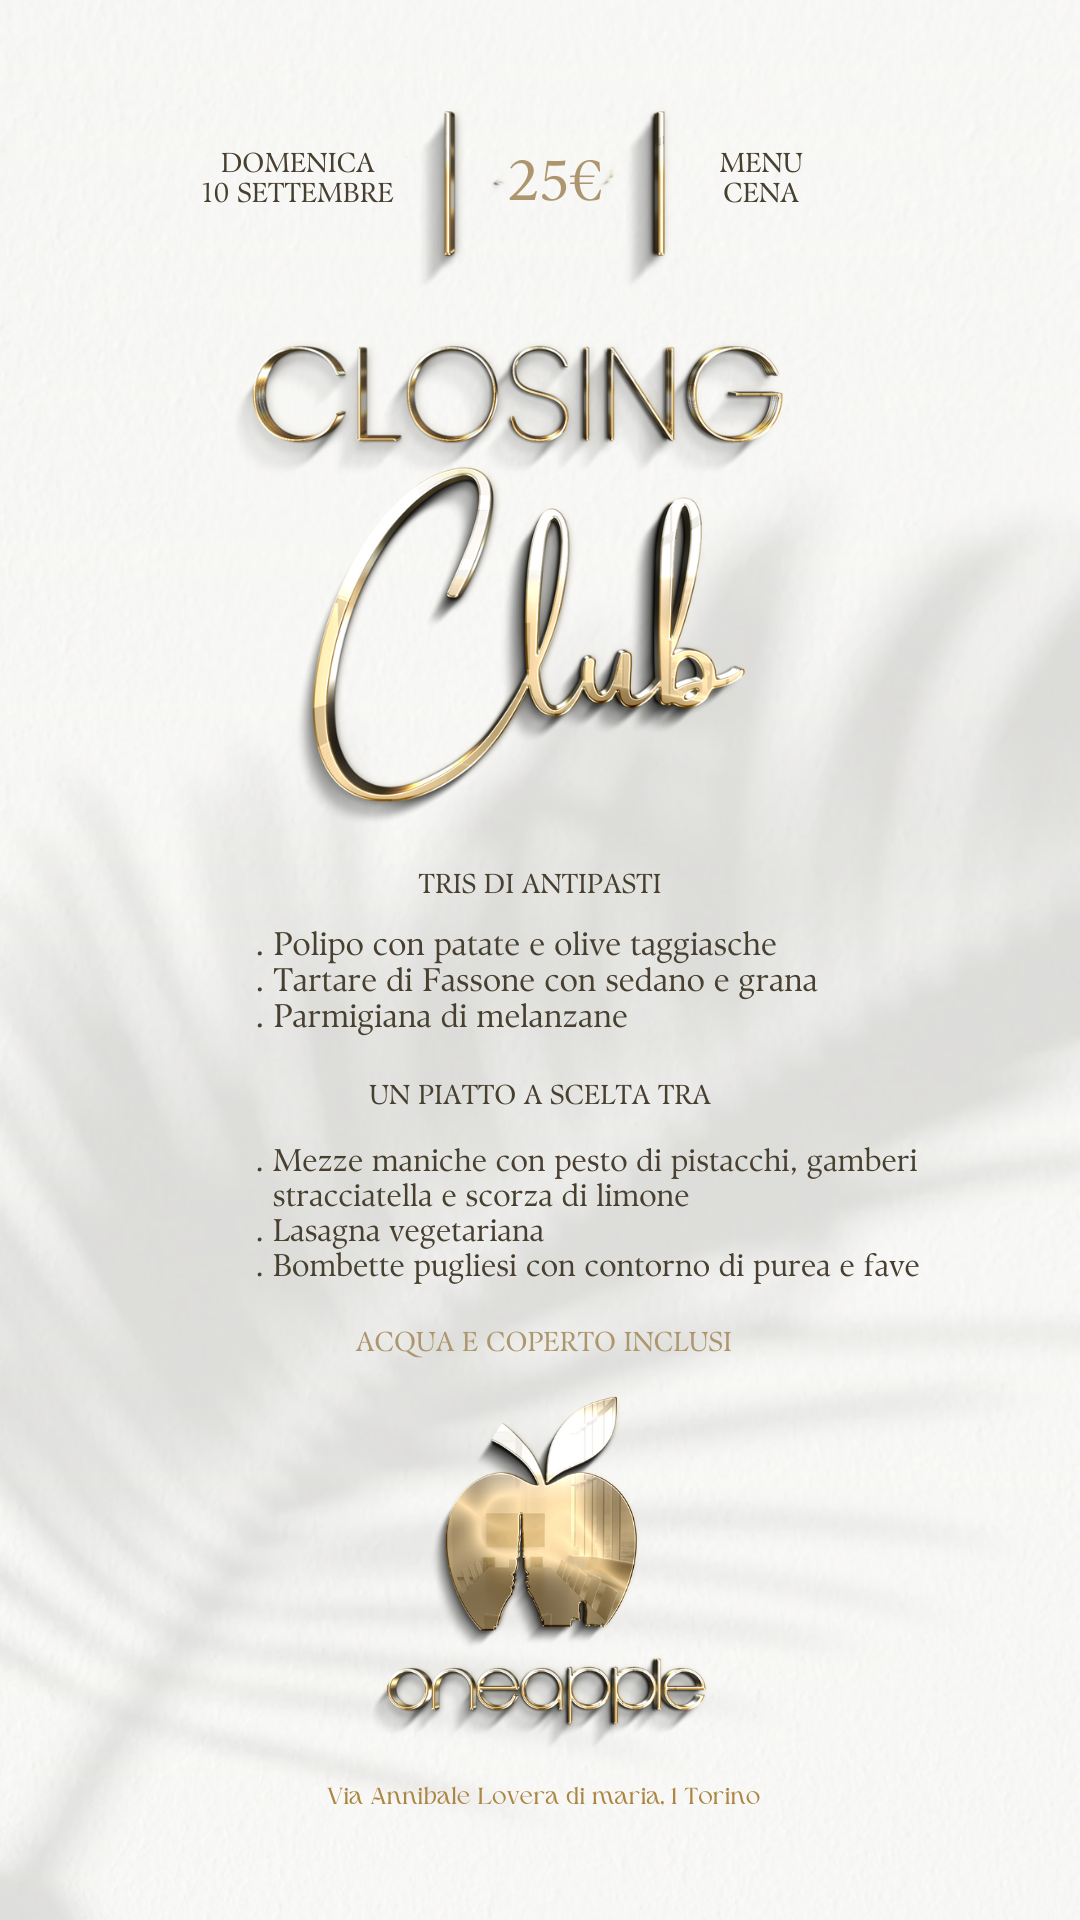 DOMENICA
10 SETTEMBRE
25€
MENU
CENA
CLOSING
Club
TRIS DI ANTIPASTI
. Polipo con patate e olive taggiasche
. Tartare di Fassone con sedano e grana
. Parmigiana di melanzane
UN PIATTO A SCELTA TRA
. Mezze maniche con pesto di pistacchi, gamberi
stracciatella e scorza di limone
. Lasagna vegetariana
. Bombette pugliesi con contorno di purea e fave
ACQUA E COPERTO INCLUSI
oneapple
Via Annibale Lovera di maria, 1 Torino